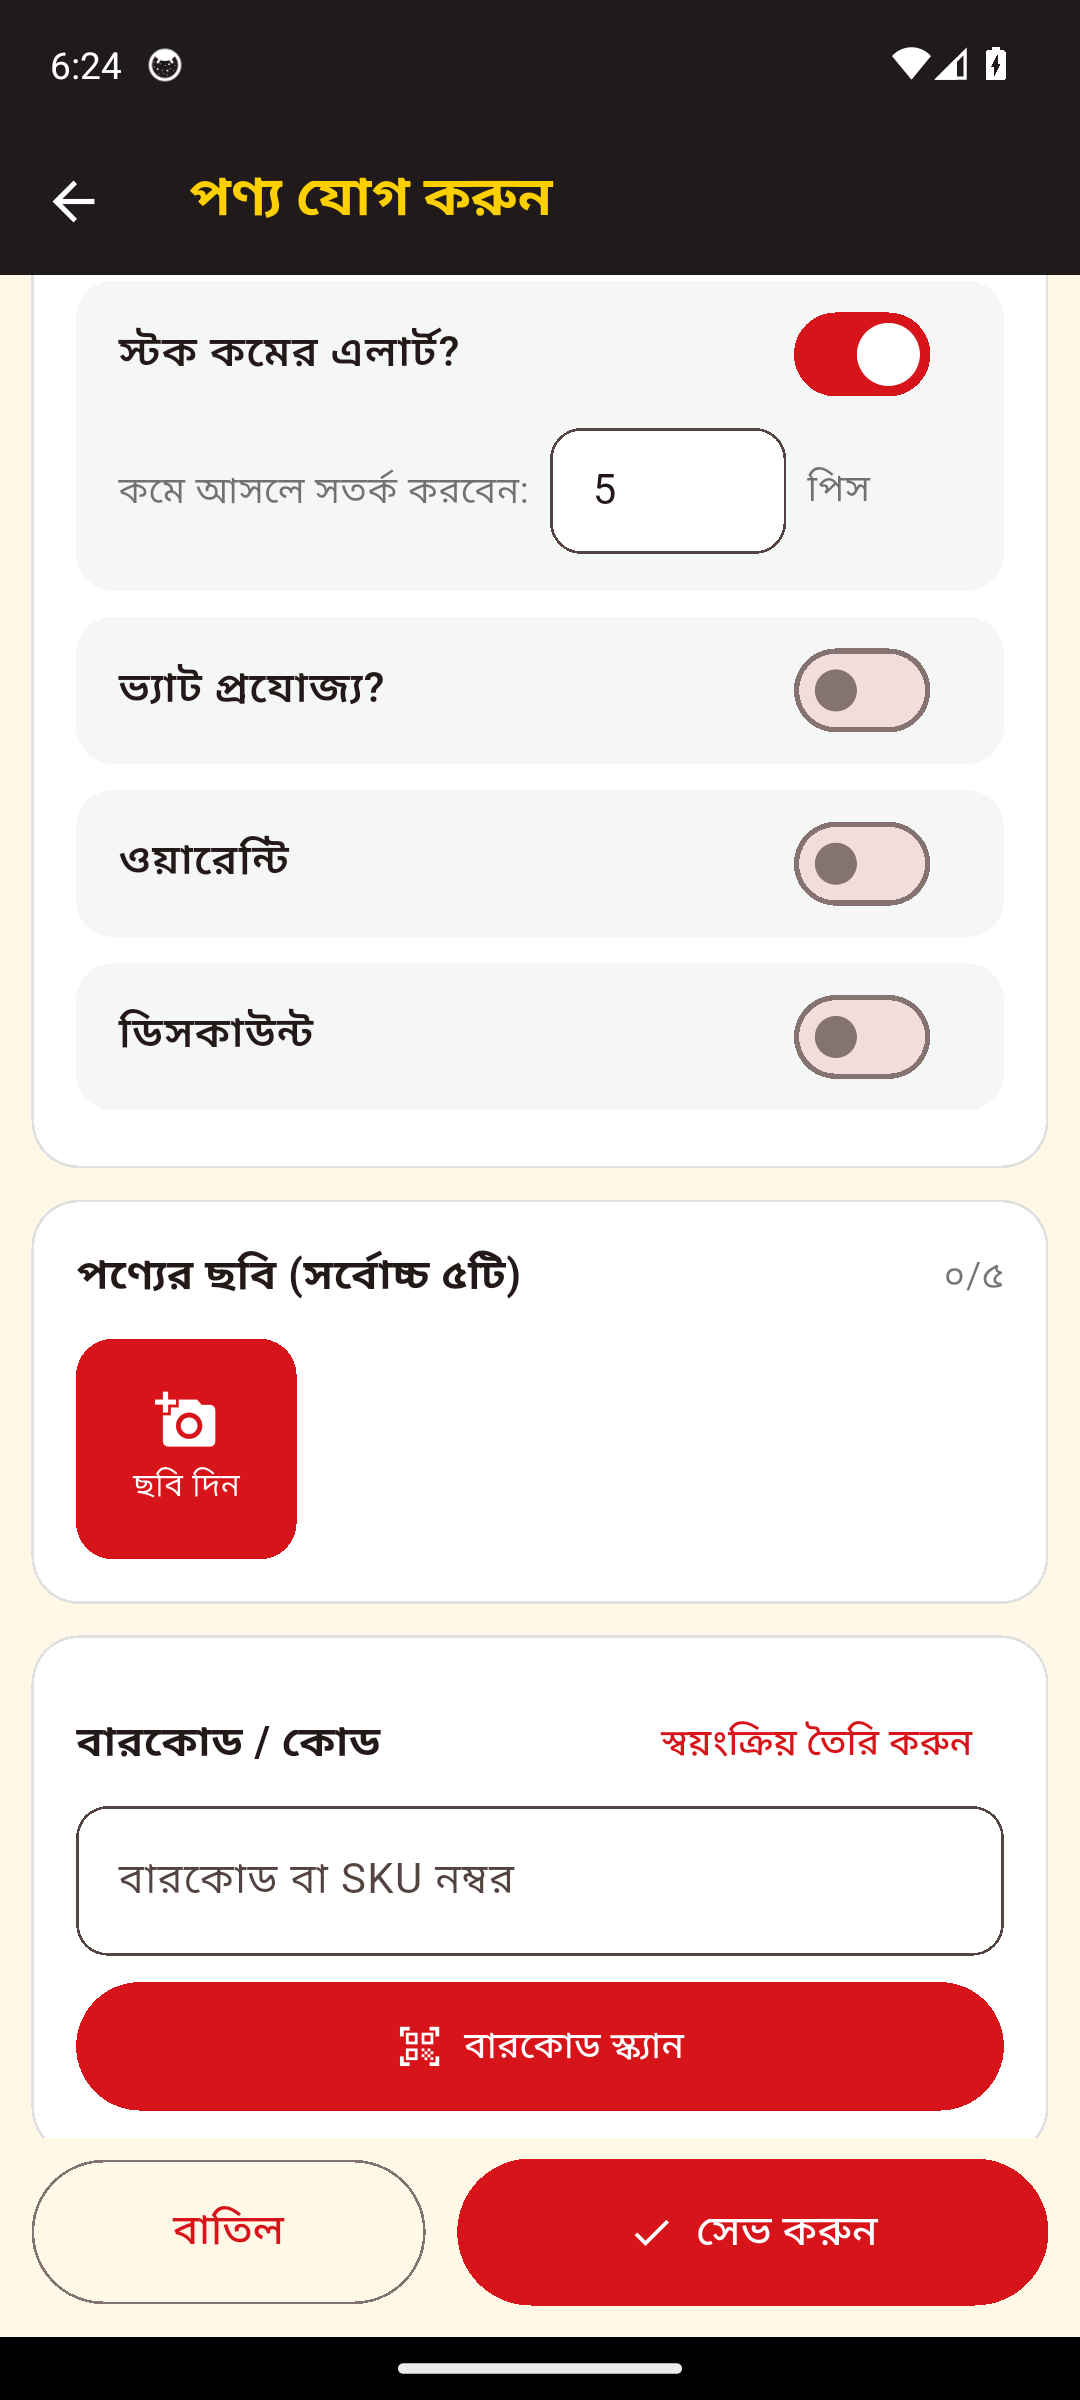 6:24
পণ্য যোগ করুন
স্টক কমের এলার্ট?
কমে আসলে সতর্ক করবেন: 5 পিস
ভ্যাট প্রযোজ্য?
ওয়ারেন্টি
ডিসকাউন্ট
পণ্যের ছবি (সর্বোচ্চ ৫টি) ০/৫
ছবি দিন
বারকোড / কোড স্বয়ংক্রিয় তৈরি করুন
বারকোড বা SKU নম্বর
বারকোড স্ক্যান
বাতিল সেভ করুন